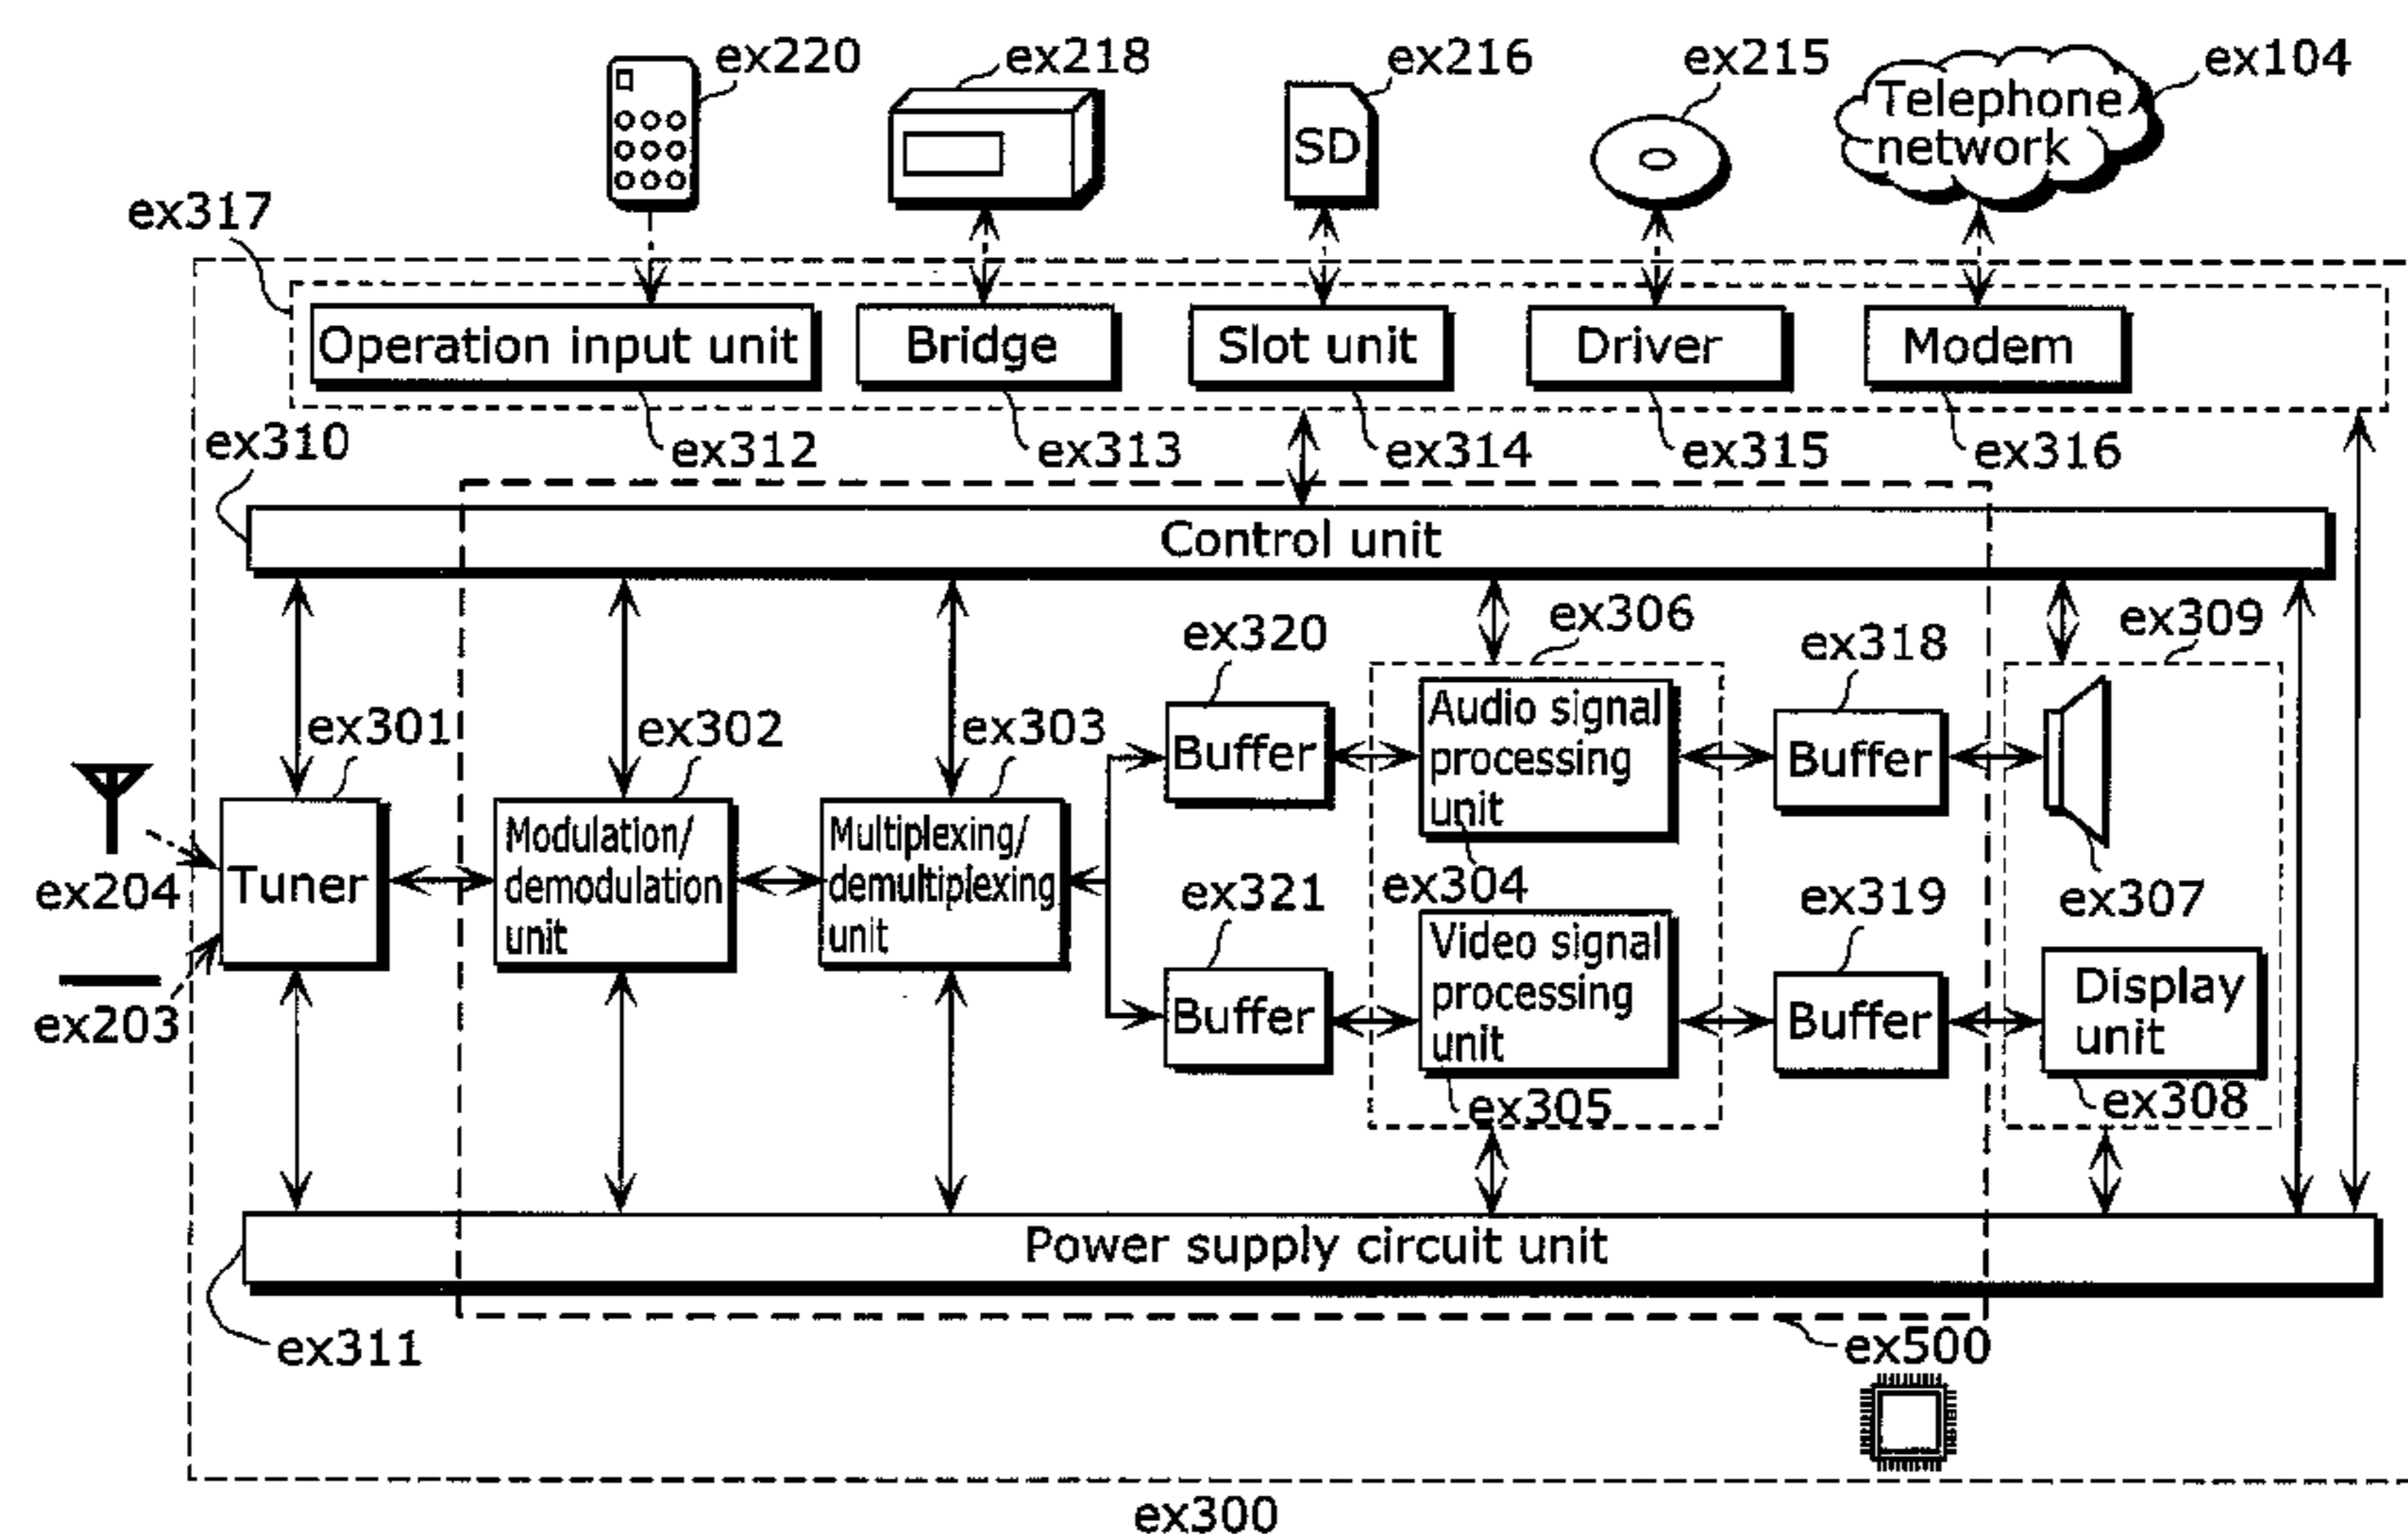 ex220
ex218
ex216
ex215
ex104
Telephone
network
SD
ex317
Operation input unit
Bridge
Slot unit
Driver
Modem
ex310
ex312
ex313
ex314
ex315
ex316
Control unit
ex320
ex306
ex318
ex309
ex301
ex302
ex303
Buffer
Audio signal
processing
unit
Buffer
ex204
Tuner
Modulation/
demodulation
unit
Multiplexing/
demultiplexing
unit
ex304
ex307
ex321
ex319
ex203
Buffer
Video signal
processing
unit
Buffer
Display
unit
ex305
ex308
Power supply circuit unit
ex311
ex500
ex300